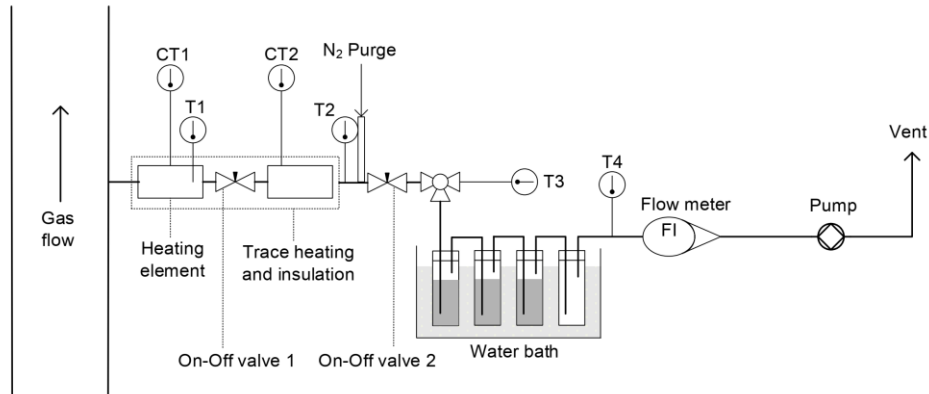 CT1
CT2
N₂ Purge
T1
T2
Vent
T4
T3
Flow meter
Pump
FI
Gas
flow
Heating
element
Trace heating
and insulation
Water bath
On-Off valve 1
On-Off valve 2